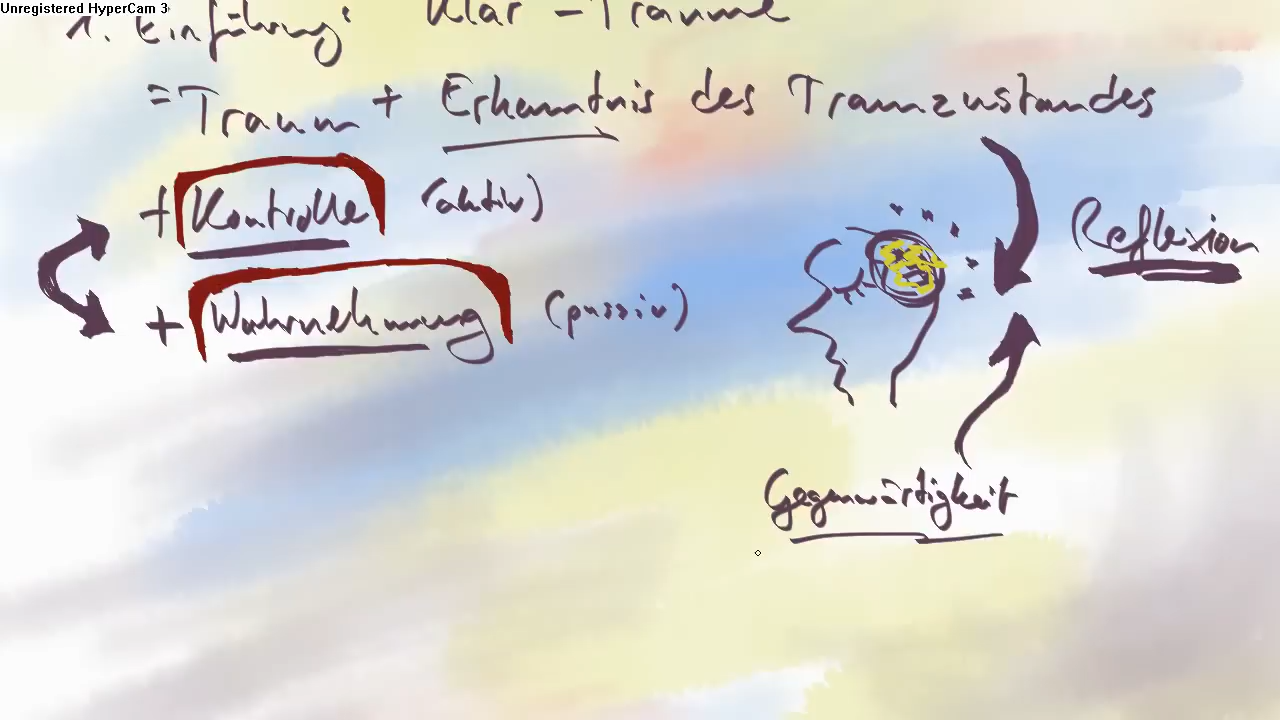 Unregistered HyperCam 3
1. Einführung: Klar-Träume
= Traum + Erkenntnis des Traumzustandes
+ Kontrolle (aktiv)
Reflexion
+ Wahrnehmung (passiv)
Gegenwärtigkeit